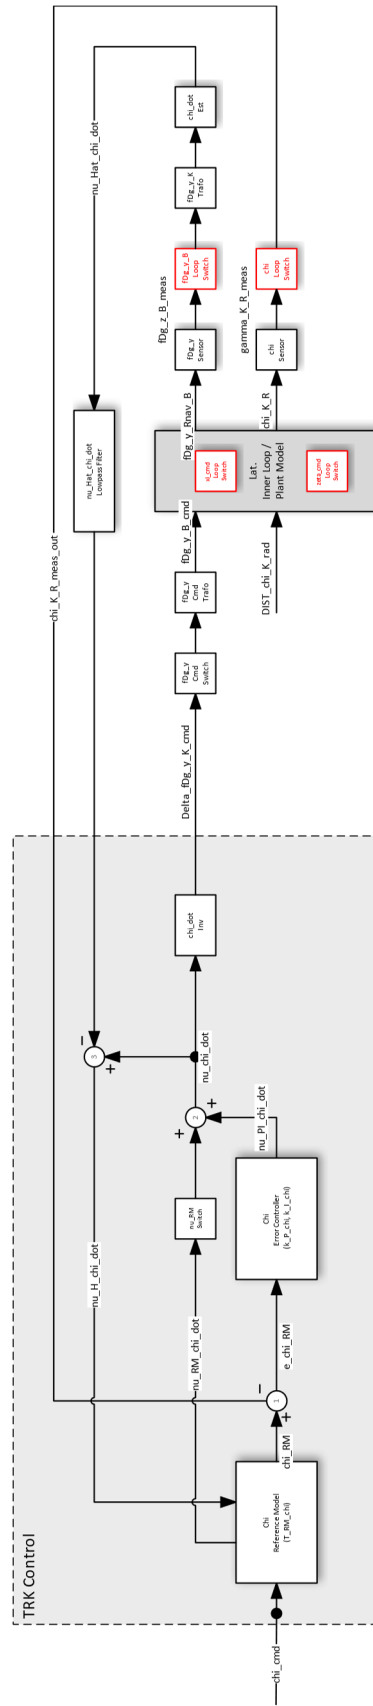 TRK Control
chi_cmd
Chi
Reference Model
(T_RM_chi)
chi_RM
1
+
−
e_chi_RM
Chi
Error Controller
(k_P_chi, k_I_chi)
nu_PI_chi_dot
nu_RM_chi_dot
nu_RM
Switch
2
+
+
nu_chi_dot
nu_H_chi_dot
3
+
−
chi_dot
Inv
Delta_fDg_y_K_cmd
fDg_y
Cmd
Switch
fDg_y
Cmd
Trafo
fDg_y_B_cmd
DIST_chi_K_rad
xi_cmd
Loop
Switch
Lat.
Inner Loop /
Plant Model
zeta_cmd
Loop
Switch
fDg_y_Rnav_B
chi_K_R
fDg_y
Sensor
chi
Sensor
fDg_z_B_meas
gamma_K_R_meas
fDg_y_B
Loop
Switch
chi
Loop
Switch
fDg_y_K
Trafo
chi_dot
Est
nu_Hat_chi_dot
nu_Hat_chi_dot
Lowpass Filter
chi_K_R_meas_out